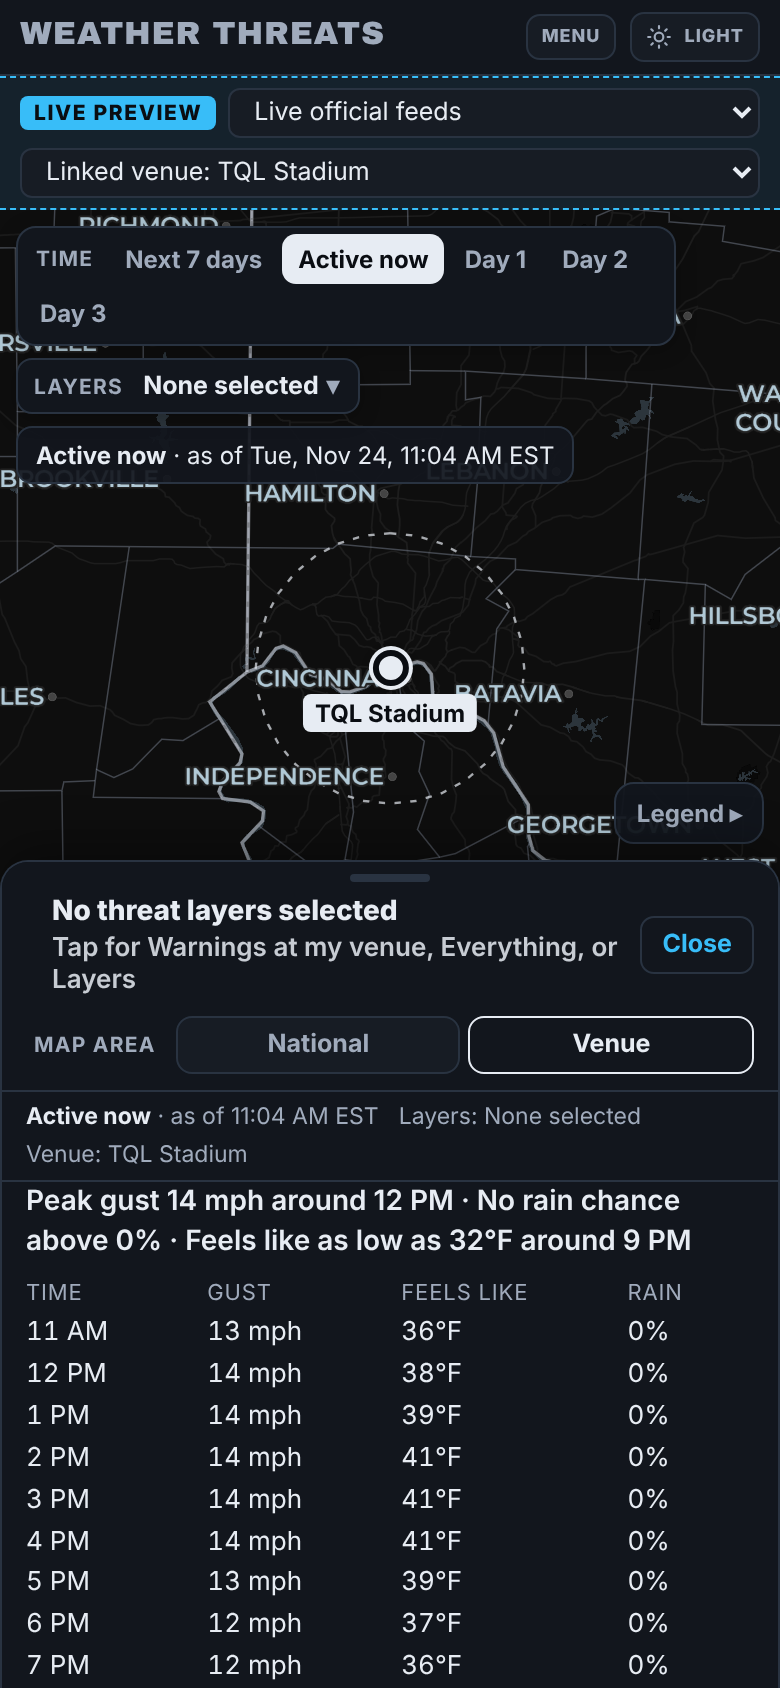 WEATHER THREATS
MENU
LIGHT
LIVE PREVIEW
Live official feeds
Linked venue: TQL Stadium
RICHMOND
TIME
Next 7 days
Active now
Day 1
Day 2
Day 3
RSVILLE
LAYERS
None selected ▾
WA
COU
Active now · as of Tue, Nov 24, 11:04 AM EST
LEBANON
BROOKVILLE
HAMILTON
HILLSBO
CINCINNA
LES
BATAVIA
TQL Stadium
INDEPENDENCE
GEORGETOWN
Legend ▸
WEST
No threat layers selected
Tap for Warnings at my venue, Everything, or
Layers
Close
MAP AREA
National
Venue
Active now · as of 11:04 AM EST Layers: None selected
Venue: TQL Stadium
Peak gust 14 mph around 12 PM · No rain chance
above 0% · Feels like as low as 32°F around 9 PM
TIME GUST FEELS LIKE RAIN
11 AM 13 mph 36°F 0%
12 PM 14 mph 38°F 0%
1 PM 14 mph 39°F 0%
2 PM 14 mph 41°F 0%
3 PM 14 mph 41°F 0%
4 PM 14 mph 41°F 0%
5 PM 13 mph 39°F 0%
6 PM 12 mph 37°F 0%
7 PM 12 mph 36°F 0%